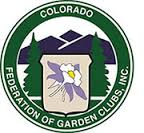 COLORADO
FEDERATION OF GARDEN CLUBS, INC.